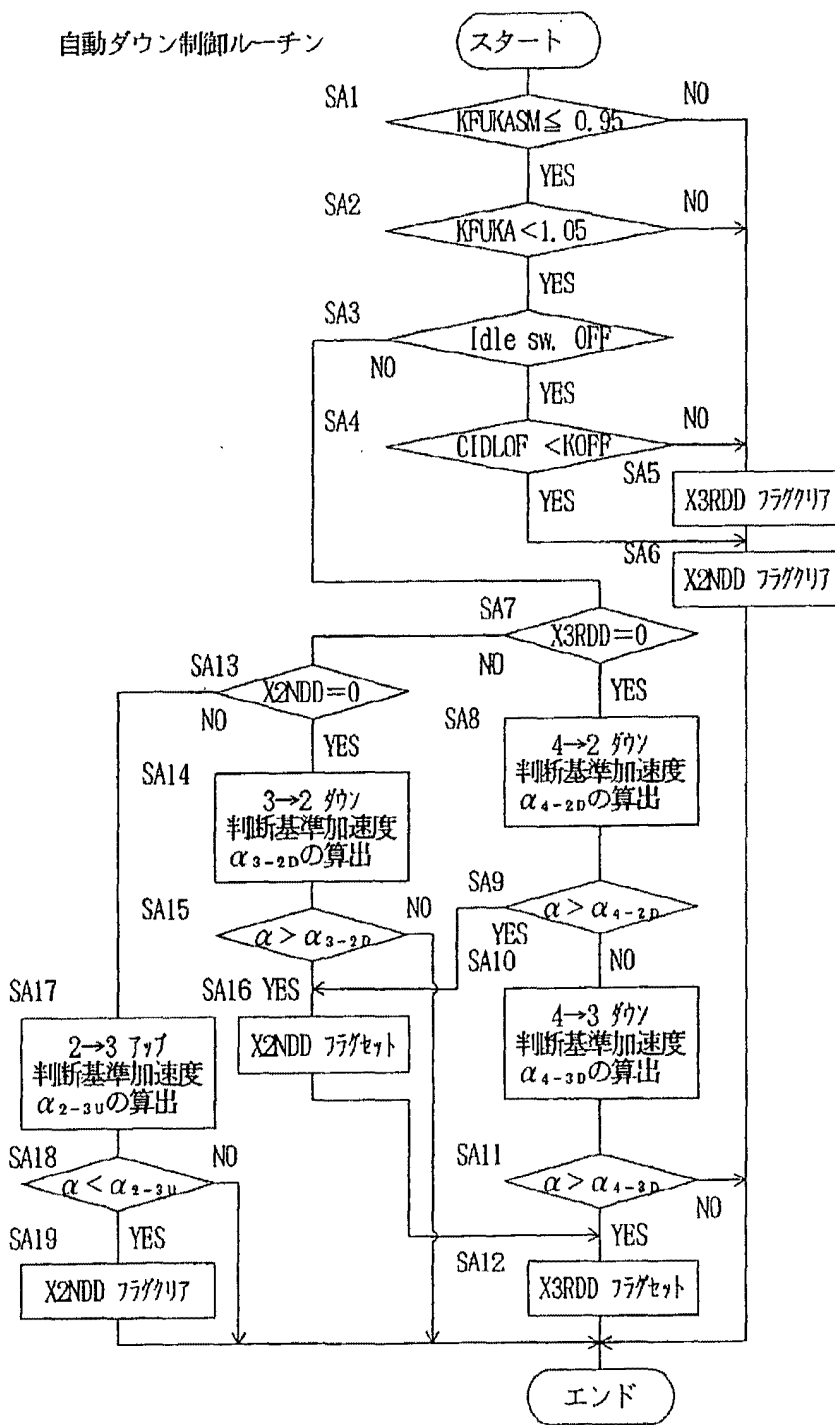 自動ダウン制御ルーチン
スタート
SA1
KFUKASM≦ 0.95
NO
YES
SA2
KFUKA<1.05
NO
YES
SA3
Idle sw. OFF
NO
YES
SA4
CIDLOF <KOFF
NO
YES
SA5
X3RDD フラグクリア
SA6
X2NDD フラグクリア
SA7
X3RDD=0
NO
YES
SA13
X2NDD=0
NO
YES
SA8
4→2 ダウン
判断基準加速度
α4-2Dの算出
SA14
3→2 ダウン
判断基準加速度
α3-2Dの算出
SA9
α>α4-2D
YES
NO
SA15
α>α3-2D
NO
YES
SA10
4→3 ダウン
判断基準加速度
α4-3Dの算出
SA16
X2NDD フラグセット
SA17
2→3 アップ
判断基準加速度
α2-3Uの算出
SA11
α>α4-3D
NO
YES
SA18
α<α2-3U
NO
YES
SA12
X3RDD フラグセット
SA19
X2NDD フラグクリア
エンド